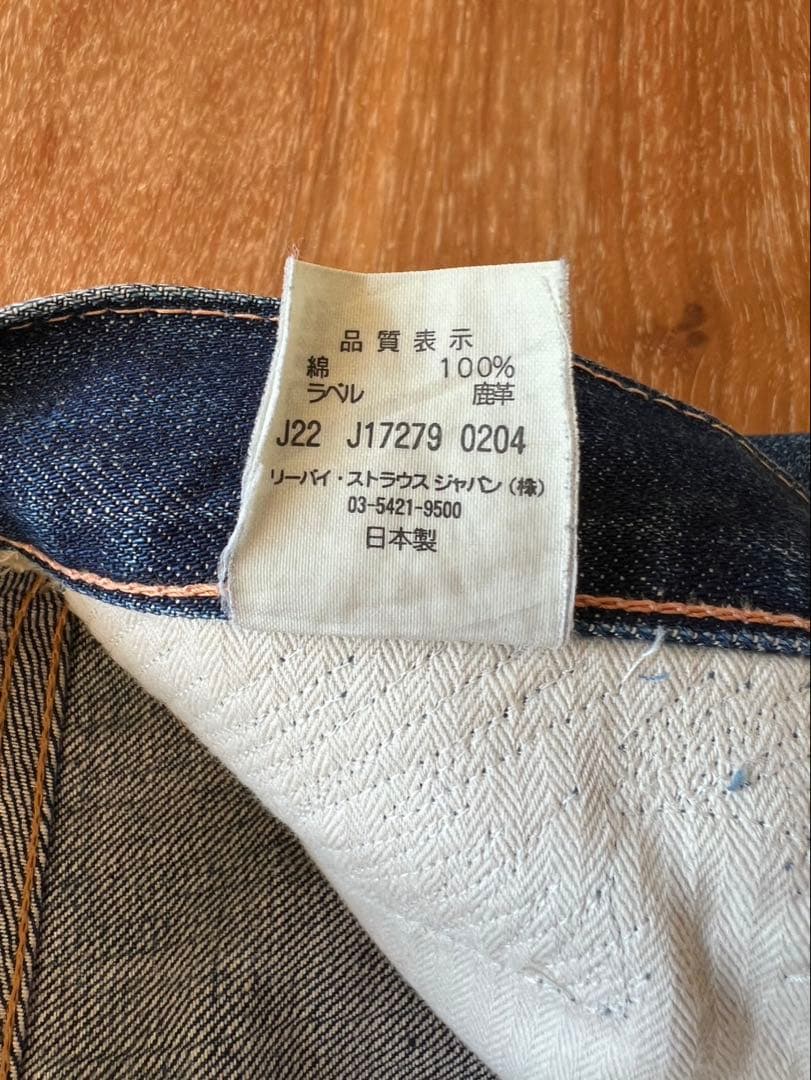 品質表示
綿 100%
ラベル 鹿革
J22 J17279 0204
リーバイ・ストラウス ジャパン(株)
03-5421-9500
日本製